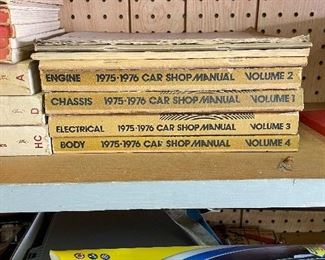 ENGINE 1975-1976 CAR SHOP MANUAL VOLUME 2
CHASSIS 1975-1976 CAR SHOP MANUAL VOLUME 1
ELECTRICAL 1975-1976 CAR SHOP MANUAL VOLUME 3
BODY 1975-1976 CAR SHOP MANUAL VOLUME 4
A
D
HC